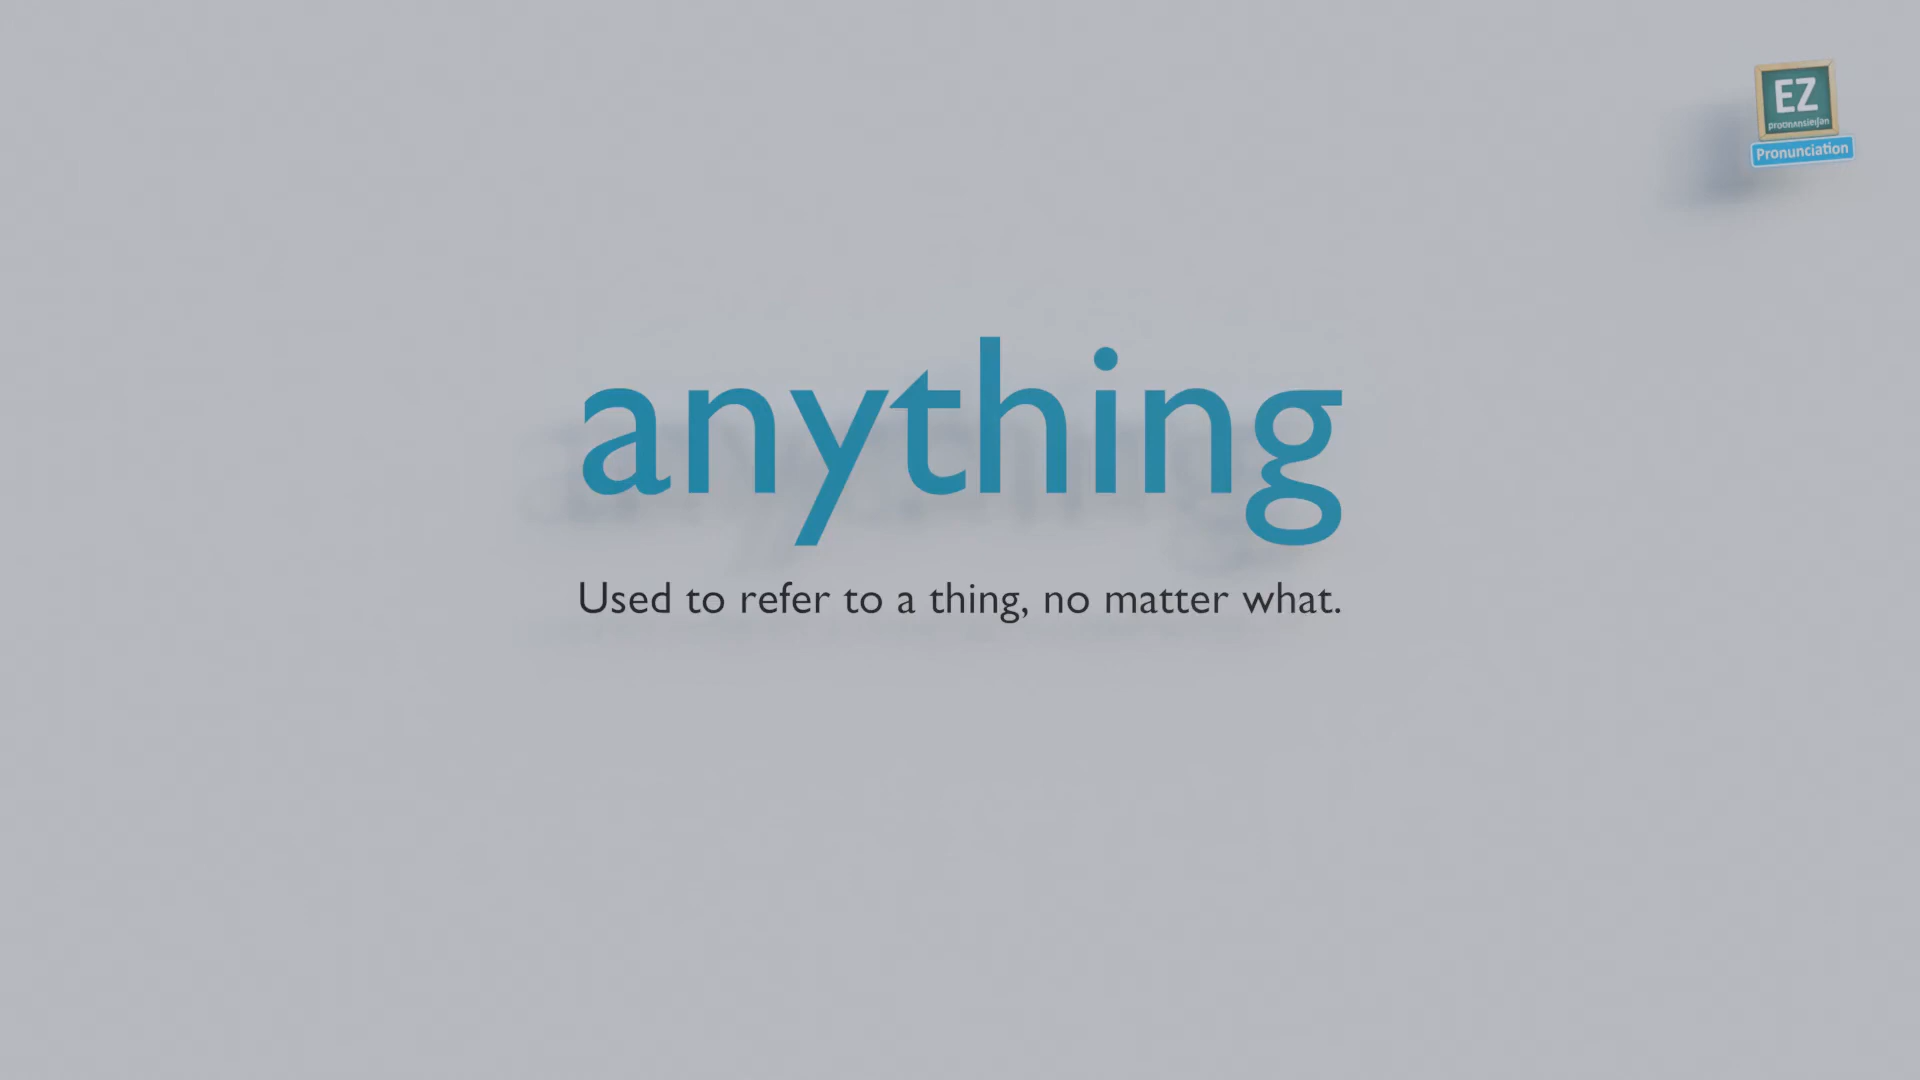 EZ
Pronunciation
anything
Used to refer to a thing, no matter what.